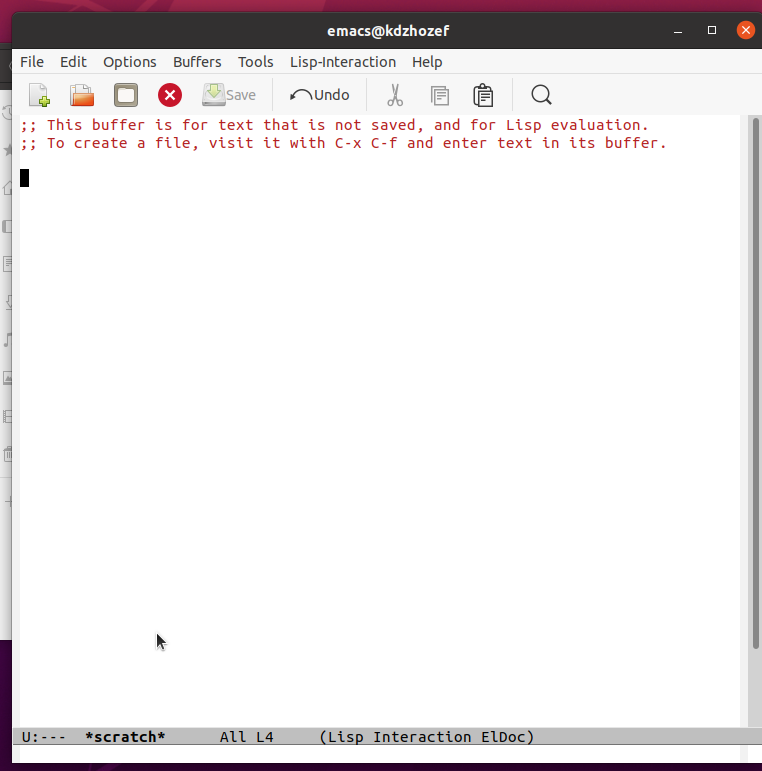 emacs@kdzhozef
File Edit Options Buffers Tools Lisp-Interaction Help
Save Undo
;; This buffer is for text that is not saved, and for Lisp evaluation.
;; To create a file, visit it with C-x C-f and enter text in its buffer.
U:--- *scratch* All L4 (Lisp Interaction ElDoc)